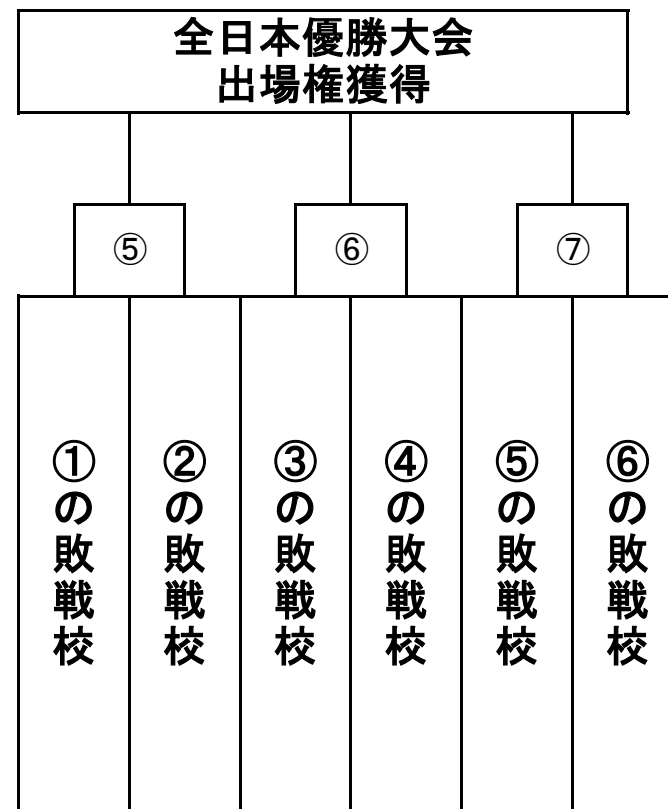 全日本優勝大会
出場権獲得
⑤
⑥
⑦
①の敗戦校
②の敗戦校
③の敗戦校
④の敗戦校
⑤の敗戦校
⑥の敗戦校